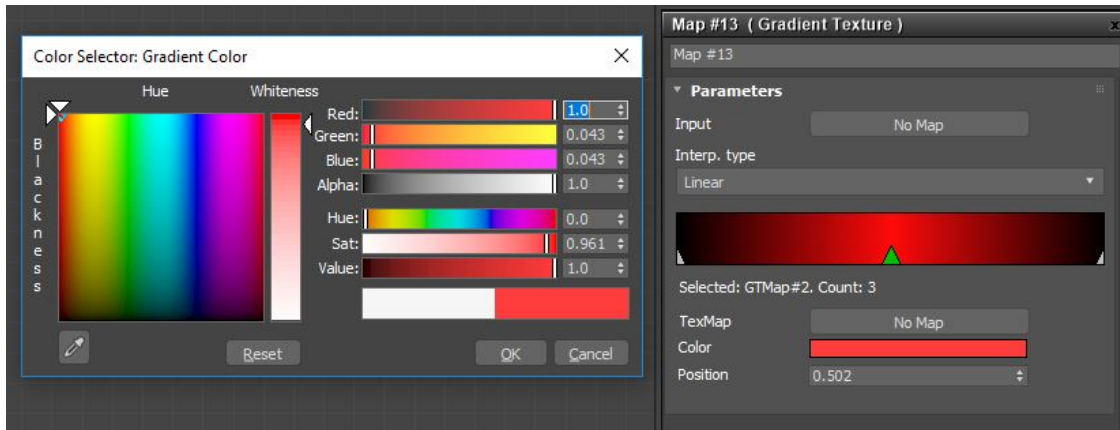 Color Selector: Gradient Color
Hue
Whiteness
Blackness
Red: 1.0
Green: 0.043
Blue: 0.043
Alpha: 1.0
Hue: 0.0
Sat: 0.961
Value: 1.0
Reset
OK
Cancel
Map #13 ( Gradient Texture )
Map #13
Parameters
Input No Map
Interp. type
Linear
Selected: GTMap#2. Count: 3
TexMap No Map
Color
Position 0.502